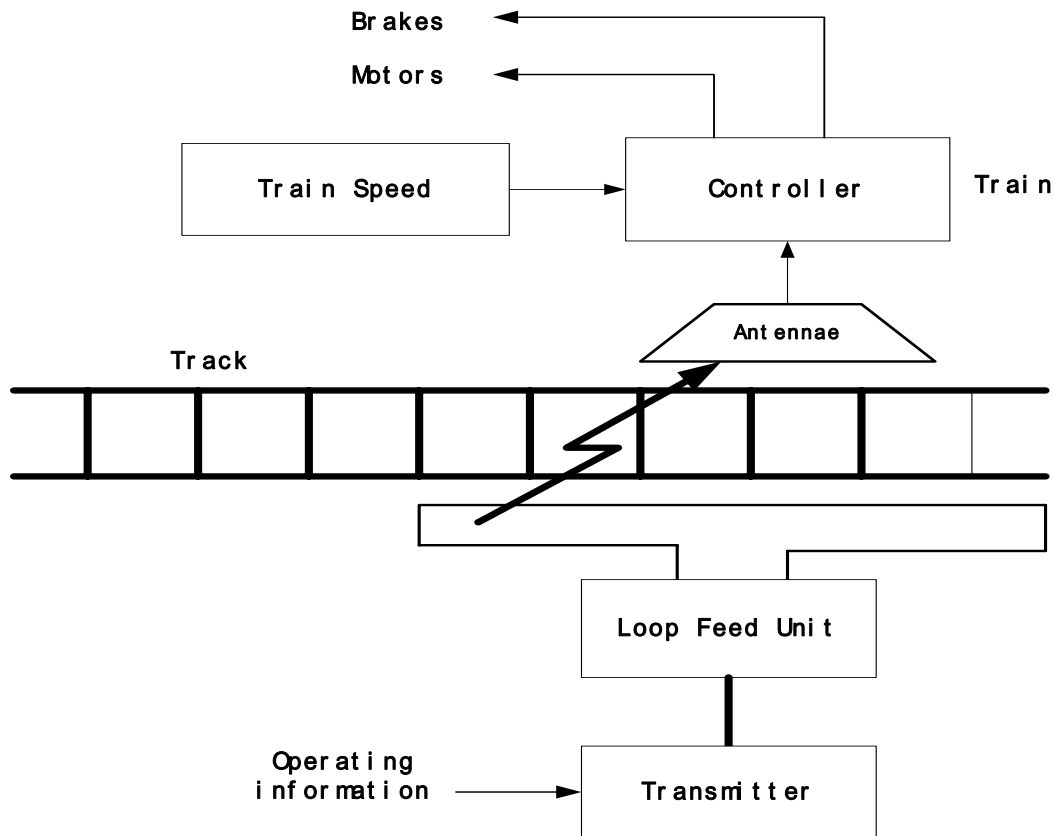 Brakes
Motors
Train Speed
Controller
Train
Antennae
Track
Loop Feed Unit
Operating
information
Transmitter